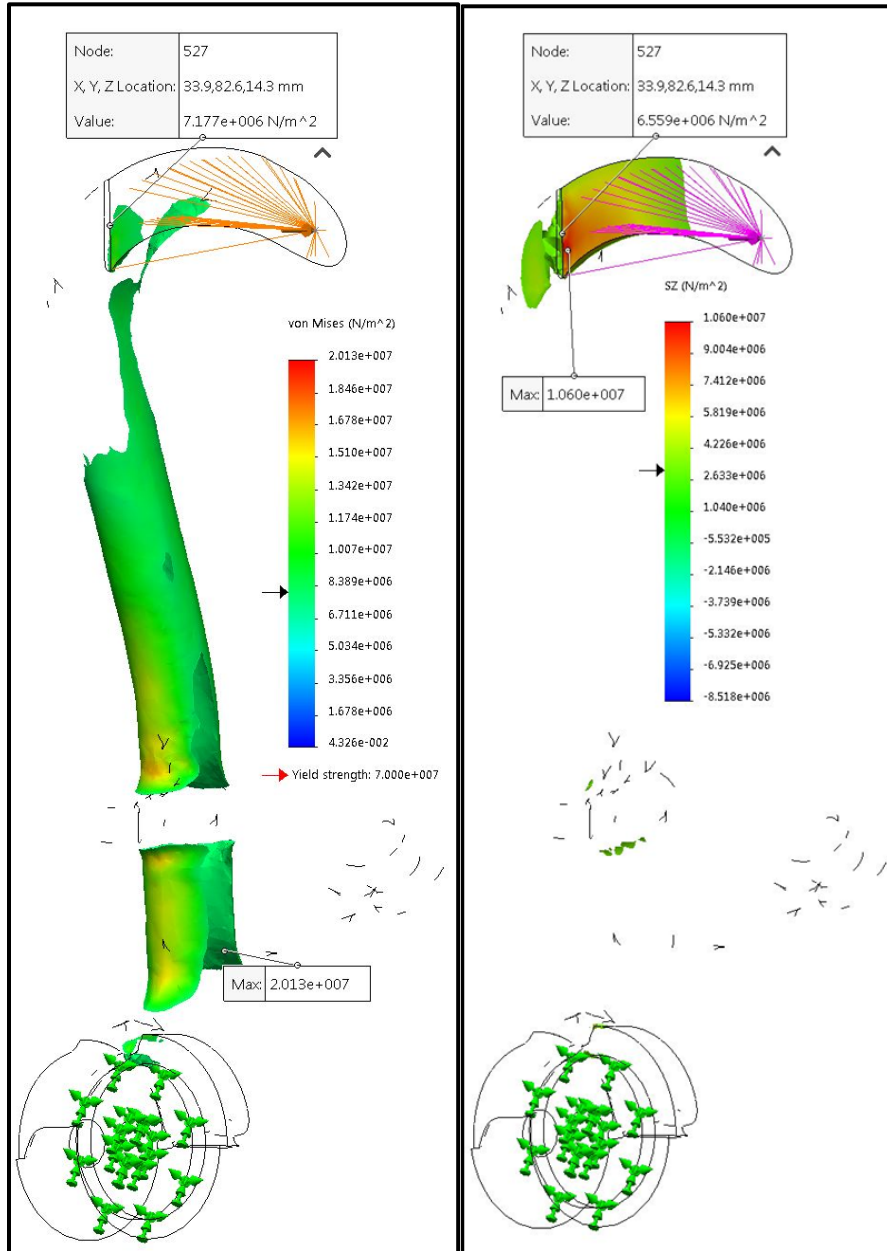 Node: 527
X, Y, Z Location: 33.9,82.6,14.3 mm
Value: 7.177e+006 N/m^2
von Mises (N/m^2)
2.013e+007
1.846e+007
1.678e+007
1.510e+007
1.342e+007
1.174e+007
1.007e+007
8.389e+006
6.711e+006
5.034e+006
3.356e+006
1.678e+006
4.326e-002
Yield strength: 7.000e+007
Max: 2.013e+007
Node: 527
X, Y, Z Location: 33.9,82.6,14.3 mm
Value: 6.559e+006 N/m^2
SZ (N/m^2)
1.060e+007
9.004e+006
7.412e+006
5.819e+006
4.226e+006
2.633e+006
1.040e+006
-5.532e+005
-2.146e+006
-3.739e+006
-5.332e+006
-6.925e+006
-8.518e+006
Max: 1.060e+007